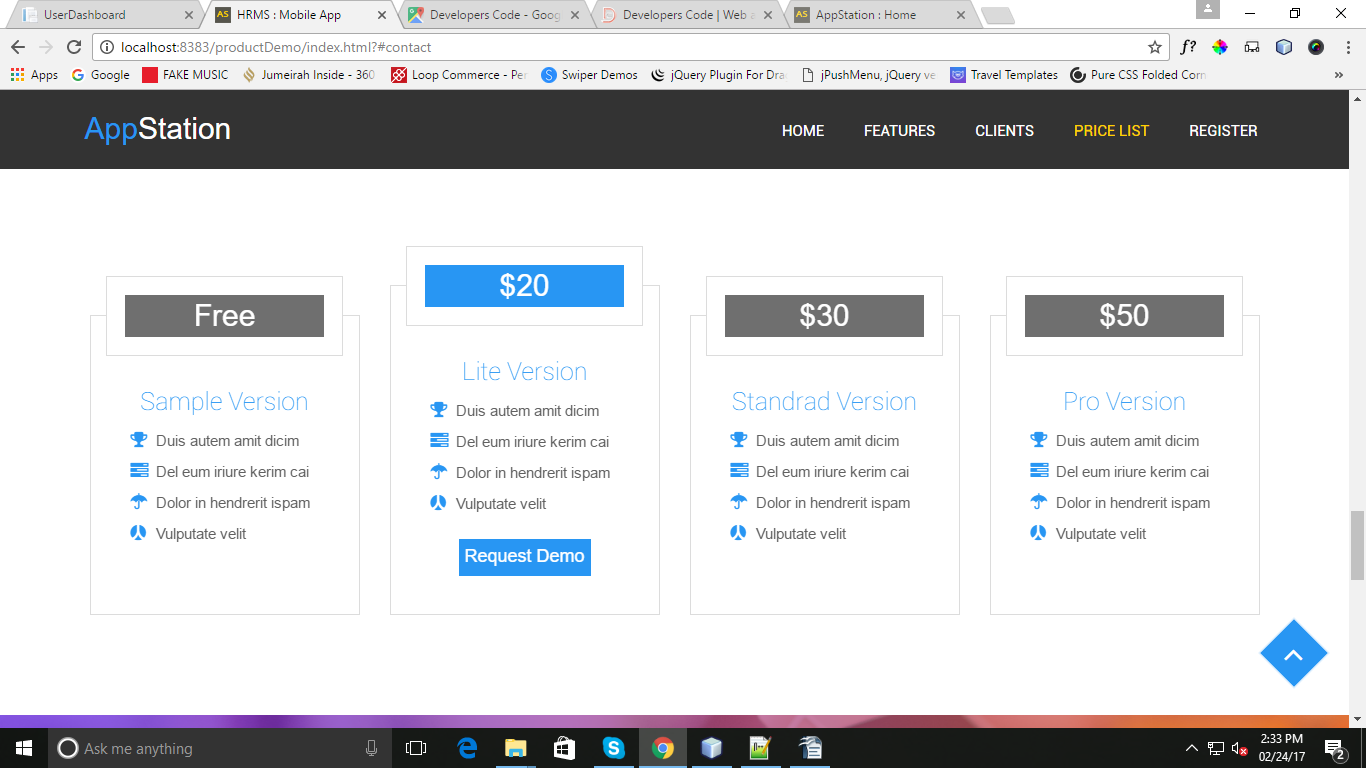 UserDashboard
HRMS : Mobile App
Developers Code - Goog
Developers Code | Web a
AppStation : Home
localhost:8383/productDemo/index.html?#contact
f?
Apps
Google
FAKE MUSIC
Jumeirah Inside - 360
Loop Commerce - Per
Swiper Demos
jQuery Plugin For Dra
jPushMenu, jQuery ve
Travel Templates
Pure CSS Folded Corn
AppStation
HOME
FEATURES
CLIENTS
PRICE LIST
REGISTER
Free
Sample Version
Duis autem amit dicim
Del eum iriure kerim cai
Dolor in hendrerit ispam
Vulputate velit
$20
Lite Version
Duis autem amit dicim
Del eum iriure kerim cai
Dolor in hendrerit ispam
Vulputate velit
Request Demo
$30
Standrad Version
Duis autem amit dicim
Del eum iriure kerim cai
Dolor in hendrerit ispam
Vulputate velit
$50
Pro Version
Duis autem amit dicim
Del eum iriure kerim cai
Dolor in hendrerit ispam
Vulputate velit
Ask me anything
2:33 PM
02/24/17
2